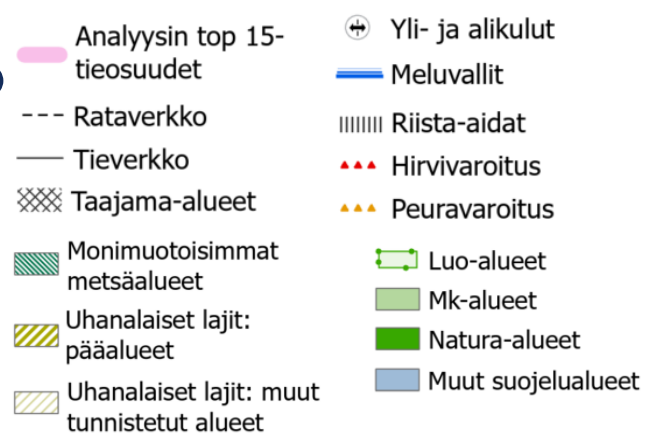 Analyysin top 15-
tieosuudet
Rataverkko
Tieverkko
Taajama-alueet
Monimuotoisimmat
metsäalueet
Uhanalaiset lajit:
pääalueet
Uhanalaiset lajit: muut
tunnistetut alueet
Yli- ja alikulut
Meluvallit
Riista-aidat
Hirvivaroitus
Peuravaroitus
Luo-alueet
Mk-alueet
Natura-alueet
Muut suojelualueet